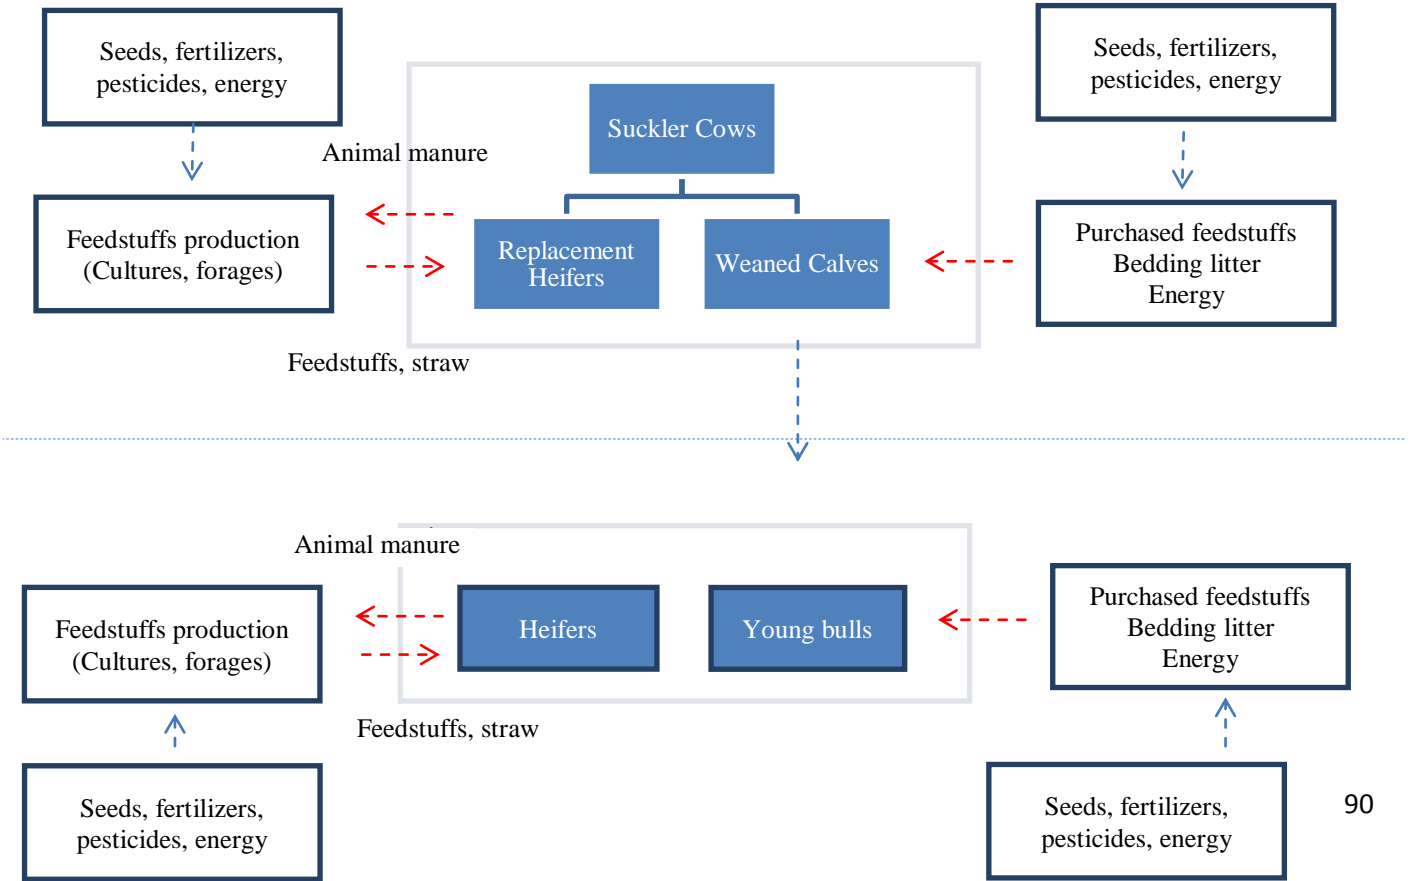 Seeds, fertilizers,
pesticides, energy
Seeds, fertilizers,
pesticides, energy
Suckler Cows
Animal manure
Feedstuffs production
(Cultures, forages)
Replacement
Heifers
Weaned Calves
Purchased feedstuffs
Bedding litter
Energy
Feedstuffs, straw
Animal manure
Feedstuffs production
(Cultures, forages)
Heifers
Young bulls
Purchased feedstuffs
Bedding litter
Energy
Feedstuffs, straw
Seeds, fertilizers,
pesticides, energy
Seeds, fertilizers,
pesticides, energy
90